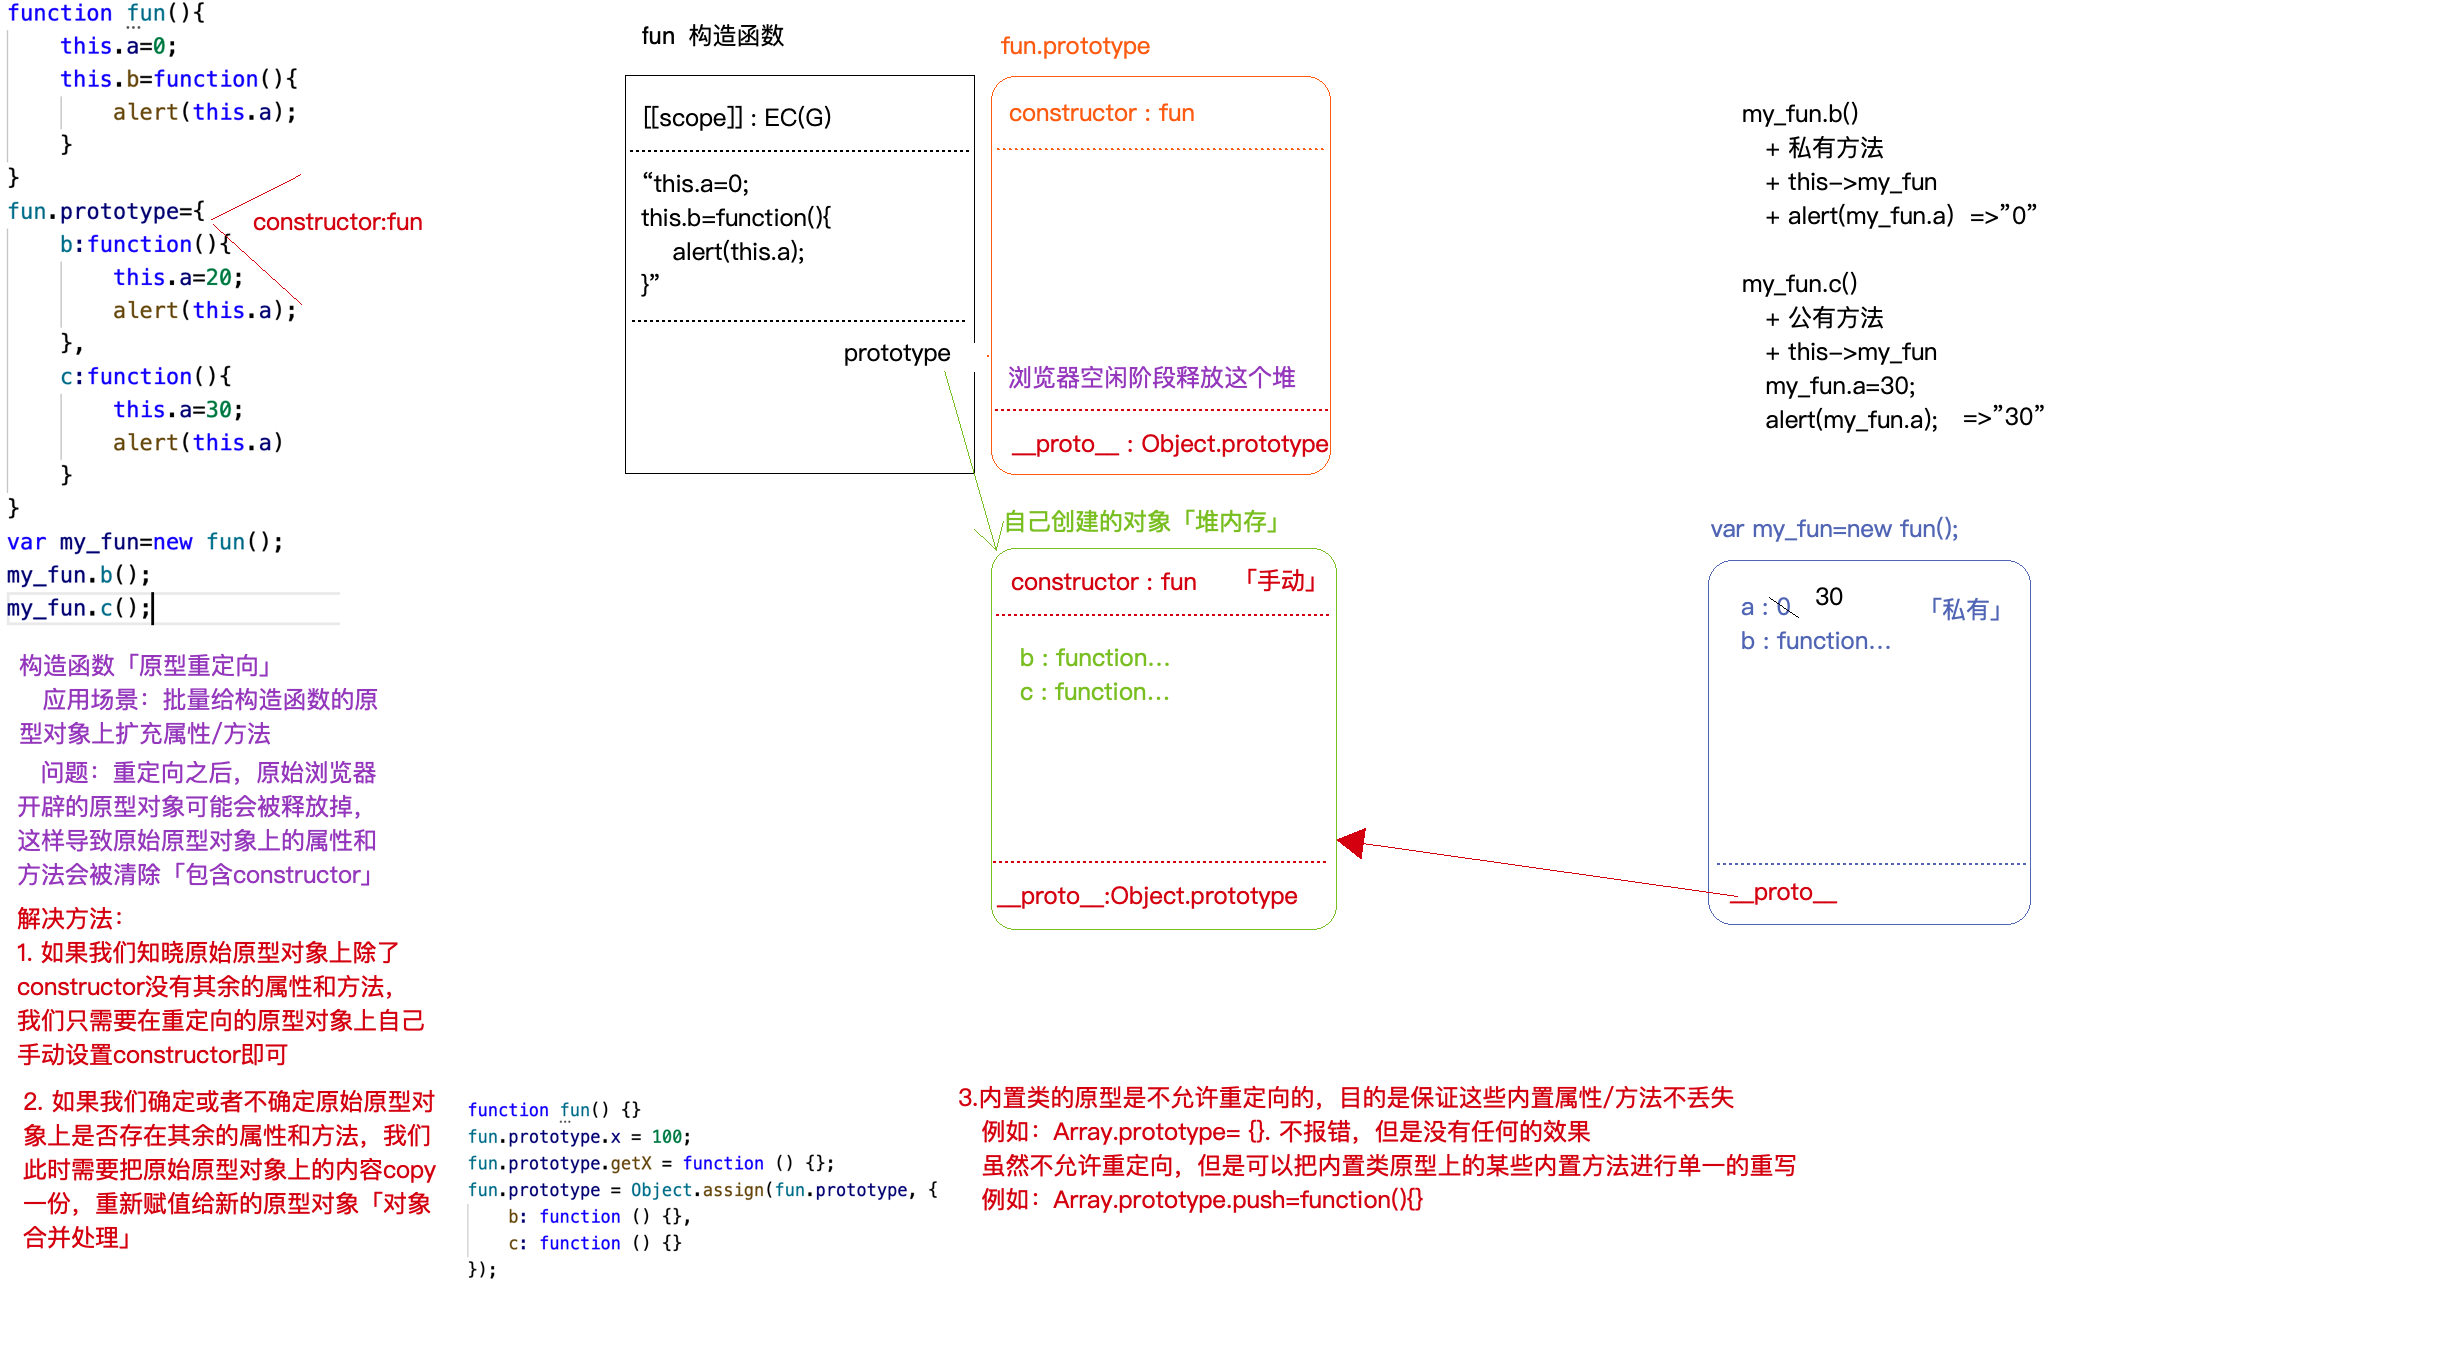 function fun(){
    this.a=0;
    this.b=function(){
        alert(this.a);
    }
}
fun.prototype={
constructor:fun
    b:function(){
        this.a=20;
        alert(this.a);
    },
    c:function(){
        this.a=30;
        alert(this.a)
    }
}
var my_fun=new fun();
my_fun.b();
my_fun.c();
构造函数「原型重定向」
应用场景：批量给构造函数的原
型对象上扩充属性/方法
问题：重定向之后，原始浏览器
开辟的原型对象可能会被释放掉，
这样导致原始原型对象上的属性和
方法会被清除「包含constructor」
解决方法：
1. 如果我们知晓原始原型对象上除了
constructor没有其余的属性和方法，
我们只需要在重定向的原型对象上自己
手动设置constructor即可
2. 如果我们确定或者不确定原始原型对
象上是否存在其余的属性和方法，我们
此时需要把原始原型对象上的内容copy
一份，重新赋值给新的原型对象「对象
合并处理」
fun 构造函数
[[scope]] : EC(G)
“this.a=0;
this.b=function(){
    alert(this.a);
}”
prototype
fun.prototype
constructor : fun
浏览器空闲阶段释放这个堆
__proto__ : Object.prototype
自己创建的对象「堆内存」
constructor : fun 「手动」
b : function...
c : function...
__proto__:Object.prototype
my_fun.b()
+ 私有方法
+ this->my_fun
+ alert(my_fun.a) =>”0”
my_fun.c()
+ 公有方法
+ this->my_fun
my_fun.a=30;
alert(my_fun.a); =>”30”
var my_fun=new fun();
a : 0 30 「私有」
b : function...
__proto__
function fun() {}
fun.prototype.x = 100;
fun.prototype.getX = function () {};
fun.prototype = Object.assign(fun.prototype, {
    b: function () {},
    c: function () {}
});
3.内置类的原型是不允许重定向的，目的是保证这些内置属性/方法不丢失
例如：Array.prototype= {}. 不报错，但是没有任何的效果
虽然不允许重定向，但是可以把内置类原型上的某些内置方法进行单一的重写
例如：Array.prototype.push=function(){}